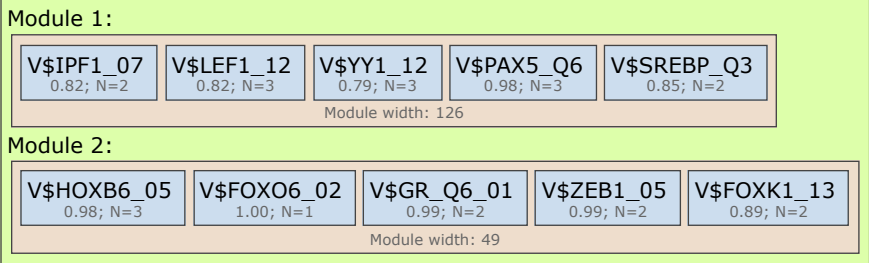 Module 1:
V$IPF1_07 V$LEF1_12 V$YY1_12 V$PAX5_Q6 V$SREBP_Q3
0.82; N=2 0.82; N=3 0.79; N=3 0.98; N=3 0.85; N=2
Module width: 126
Module 2:
V$HOXB6_05 V$FOXO6_02 V$GR_Q6_01 V$ZEB1_05 V$FOXK1_13
0.98; N=3 1.00; N=1 0.99; N=2 0.99; N=2 0.89; N=2
Module width: 49